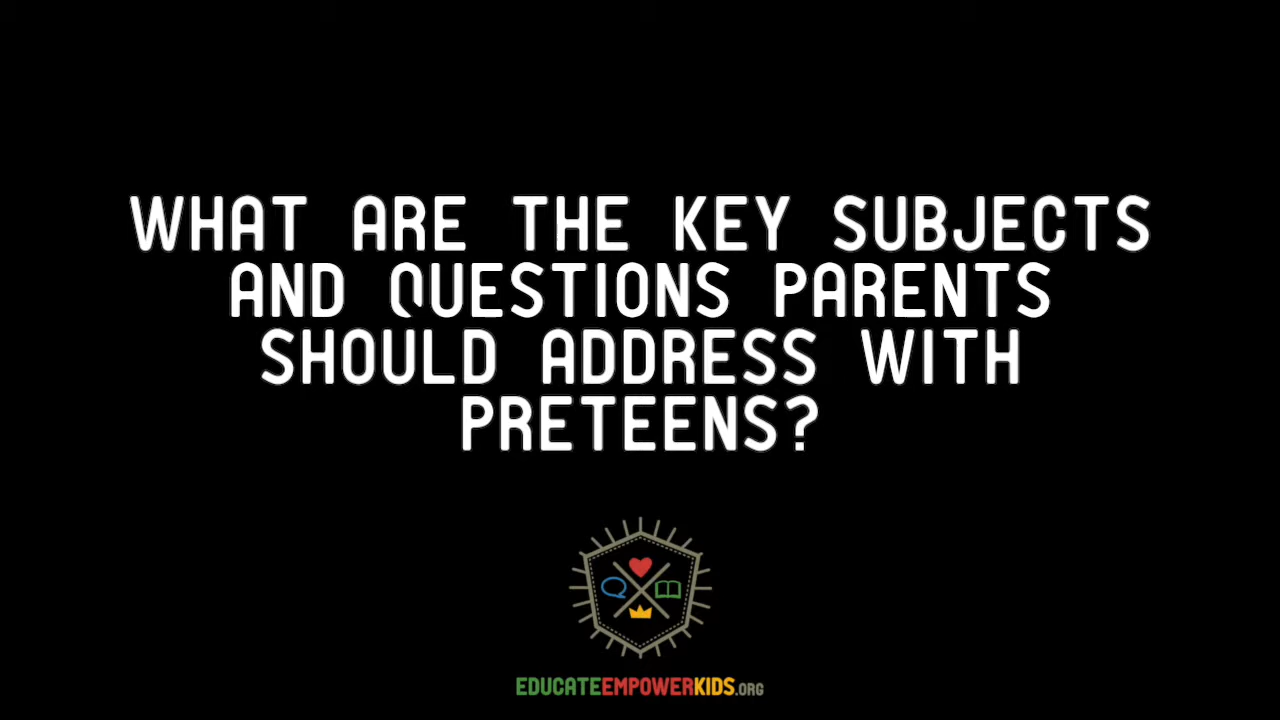 WHAT ARE THE KEY SUBJECTS
AND QUESTIONS PARENTS
SHOULD ADDRESS WITH
PRETEENS?
EDUCATEEMPOWERKIDS.ORG